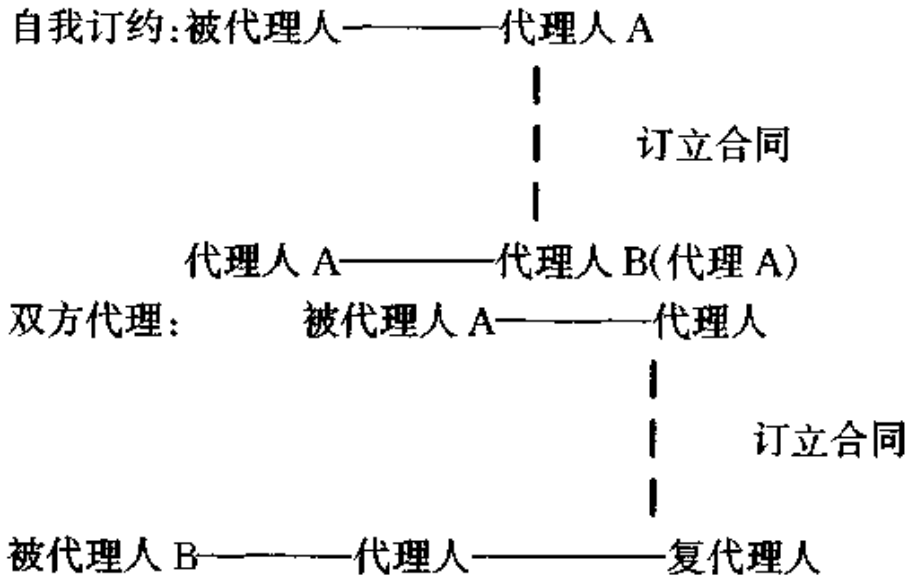 自我订约:被代理人——代理人 A
订立合同
代理人 A——代理人 B(代理 A)
双方代理: 被代理人 A——代理人
订立合同
被代理人 B——代理人——复代理人